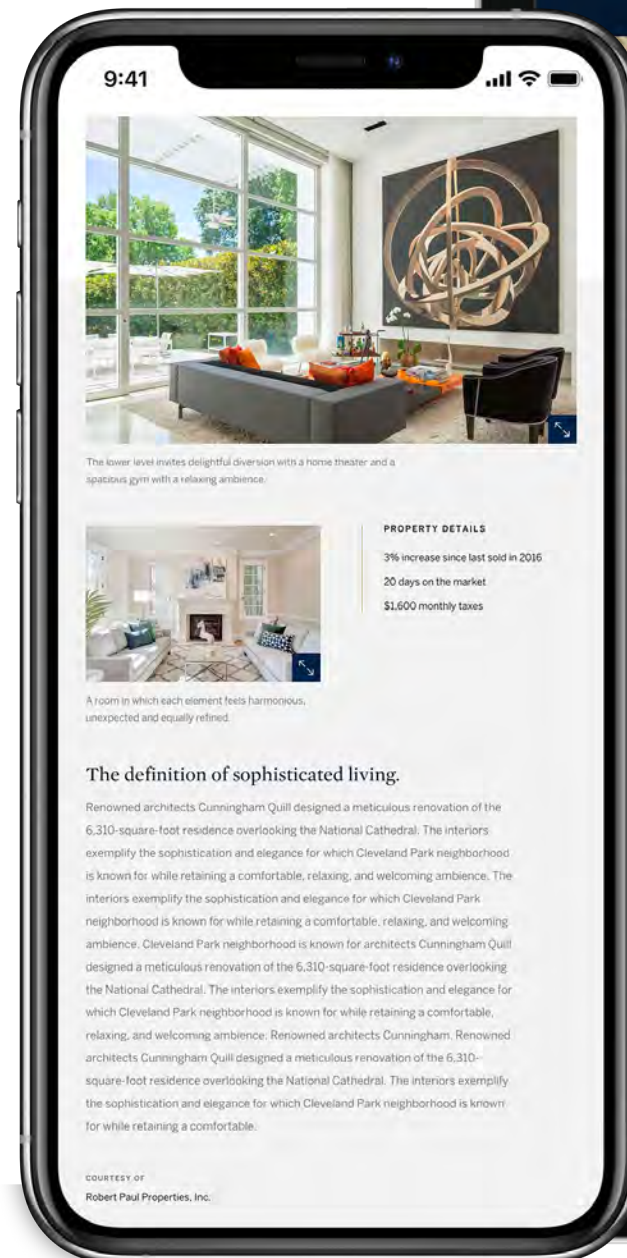 9:41
The lower level invites delightful diversion with a home theater and a
spacious gym with a relaxing ambience.
PROPERTY DETAILS
3% increase since last sold in 2016
20 days on the market
$1,600 monthly taxes
A room in which each element feels harmonious,
unexpected and equally refined.
The definition of sophisticated living.
Renowned architects Cunningham Quill designed a meticulous renovation of the
6,310-square-foot residence overlooking the National Cathedral. The interiors
exemplify the sophistication and elegance for which Cleveland Park neighborhood
is known for while retaining a comfortable, relaxing, and welcoming ambience. The
interiors exemplify the sophistication and elegance for which Cleveland Park
neighborhood is known for while retaining a comfortable, relaxing, and welcoming
ambience. Cleveland Park neighborhood is known for architects Cunningham Quill
designed a meticulous renovation of the 6,310-square-foot residence overlooking
the National Cathedral. The interiors exemplify the sophistication and elegance for
which Cleveland Park neighborhood is known for while retaining a comfortable,
relaxing, and welcoming ambience. Renowned architects Cunningham. Renowned
architects Cunningham Quill designed a meticulous renovation of the 6,310-
square-foot residence overlooking the National Cathedral. The interiors exemplify
the sophistication and elegance for which Cleveland Park neighborhood is known
for while retaining a comfortable.
COURTESY OF
Robert Paul Properties, Inc.